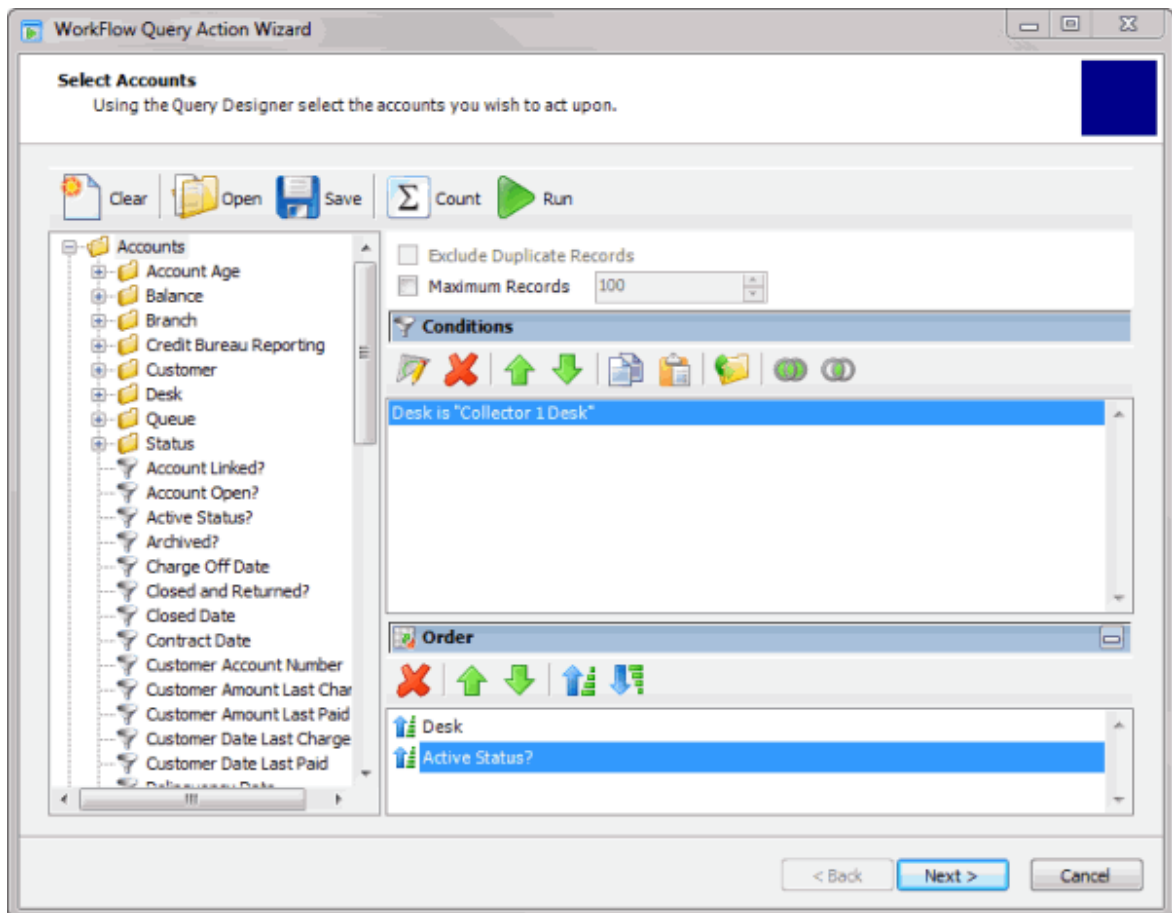 WorkFlow Query Action Wizard
Select Accounts
Using the Query Designer select the accounts you wish to act upon.
Clear Open Save Σ Count Run
Accounts
Account Age
Balance
Branch
Credit Bureau Reporting
Customer
Desk
Queue
Status
Account Linked?
Account Open?
Active Status?
Archived?
Charge Off Date
Closed and Returned?
Closed Date
Contract Date
Customer Account Number
Customer Amount Last Char
Customer Amount Last Paid
Customer Date Last Charge
Customer Date Last Paid
Delinquency Date
Exclude Duplicate Records
Maximum Records 100
Conditions
Desk is "Collector 1 Desk"
Order
Desk
Active Status?
< Back Next > Cancel